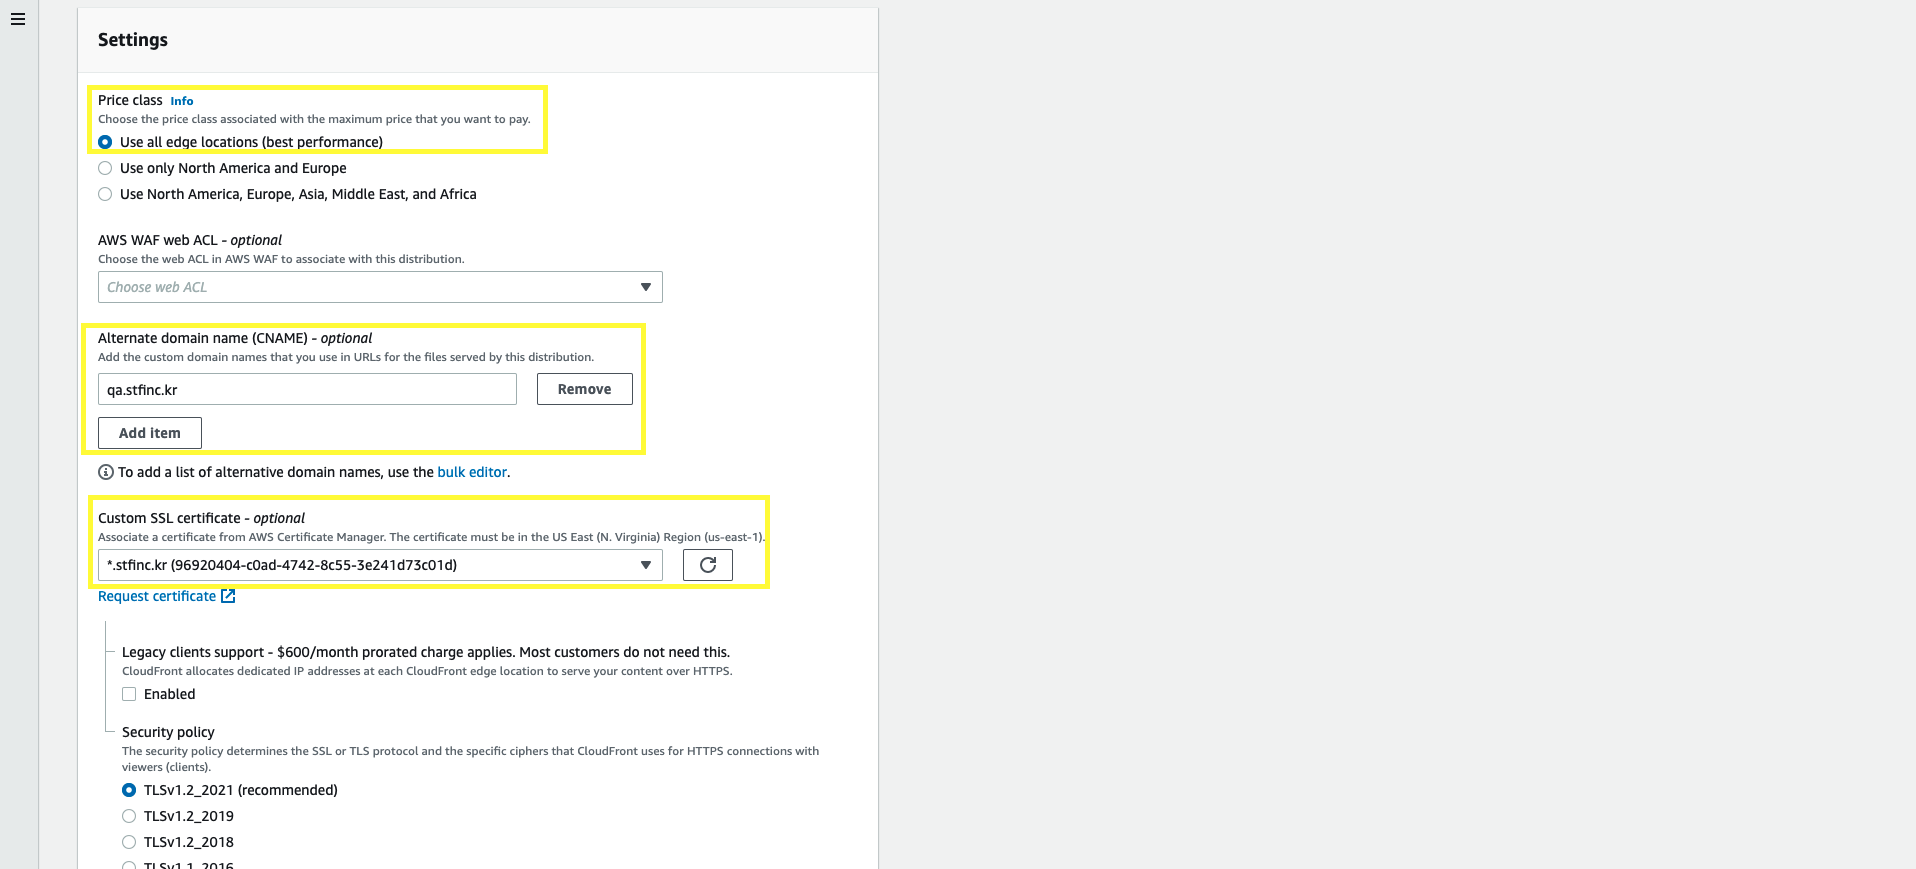 Settings
Price class Info
Choose the price class associated with the maximum price that you want to pay.
Use all edge locations (best performance)
Use only North America and Europe
Use North America, Europe, Asia, Middle East, and Africa
AWS WAF web ACL - optional
Choose the web ACL in AWS WAF to associate with this distribution.
Choose web ACL
Alternate domain name (CNAME) - optional
Add the custom domain names that you use in URLs for the files served by this distribution.
qa.stfinc.kr
Remove
Add item
To add a list of alternative domain names, use the bulk editor.
Custom SSL certificate - optional
Associate a certificate from AWS Certificate Manager. The certificate must be in the US East (N. Virginia) Region (us-east-1).
*.stfinc.kr (96920404-c0ad-4742-8c55-3e241d73c01d)
Request certificate
Legacy clients support - $600/month prorated charge applies. Most customers do not need this.
CloudFront allocates dedicated IP addresses at each CloudFront edge location to serve your content over HTTPS.
Enabled
Security policy
The security policy determines the SSL or TLS protocol and the specific ciphers that CloudFront uses for HTTPS connections with
viewers (clients).
TLSv1.2_2021 (recommended)
TLSv1.2_2019
TLSv1.2_2018
TLSv1.1_2016